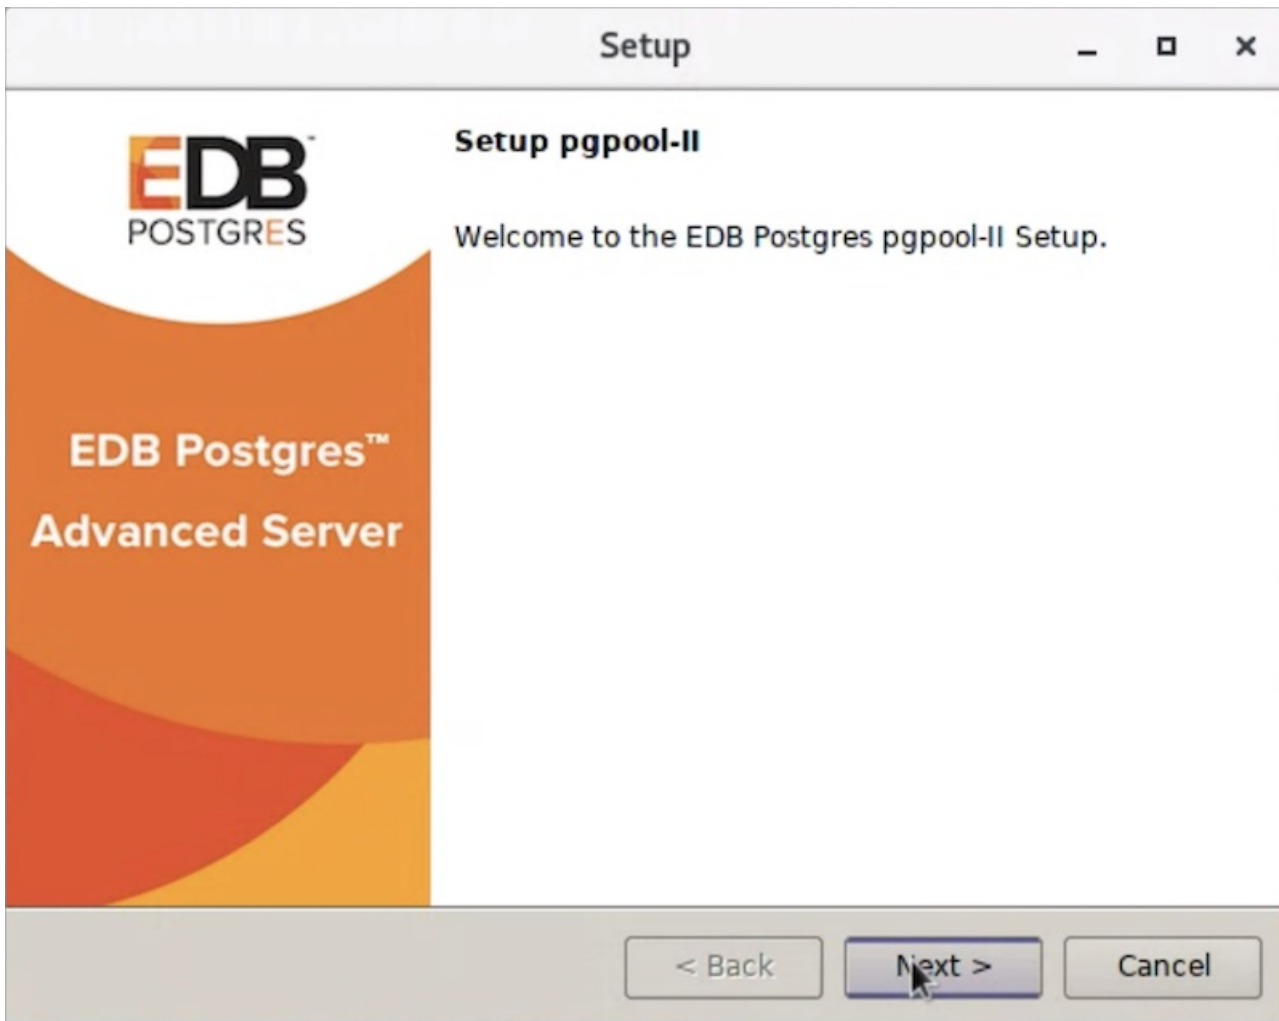 Setup
EDB™
POSTGRES
Setup pgpool-II
Welcome to the EDB Postgres pgpool-II Setup.
EDB Postgres™
Advanced Server
< Back
Next >
Cancel